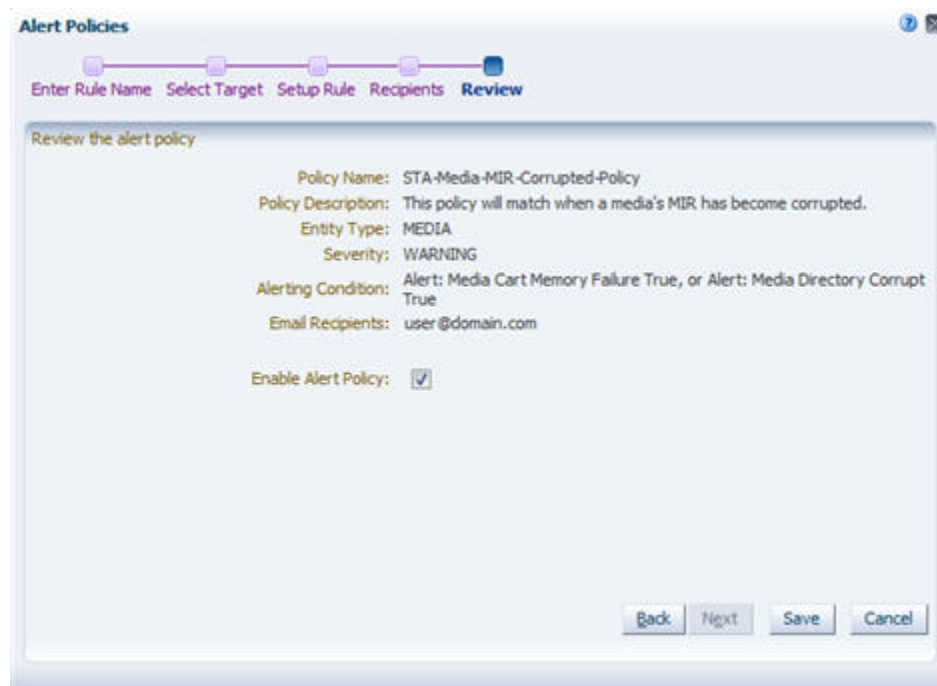 Alert Policies
Enter Rule Name Select Target Setup Rule Recipients Review
Review the alert policy
Policy Name: STA-Media-MIR-Corrupted-Policy
Policy Description: This policy will match when a media's MIR has become corrupted.
Entity Type: MEDIA
Severity: WARNING
Alerting Condition: Alert: Media Cart Memory Failure True, or Alert: Media Directory Corrupt
True
Email Recipients: user@domain.com
Enable Alert Policy:
Back Next Save Cancel